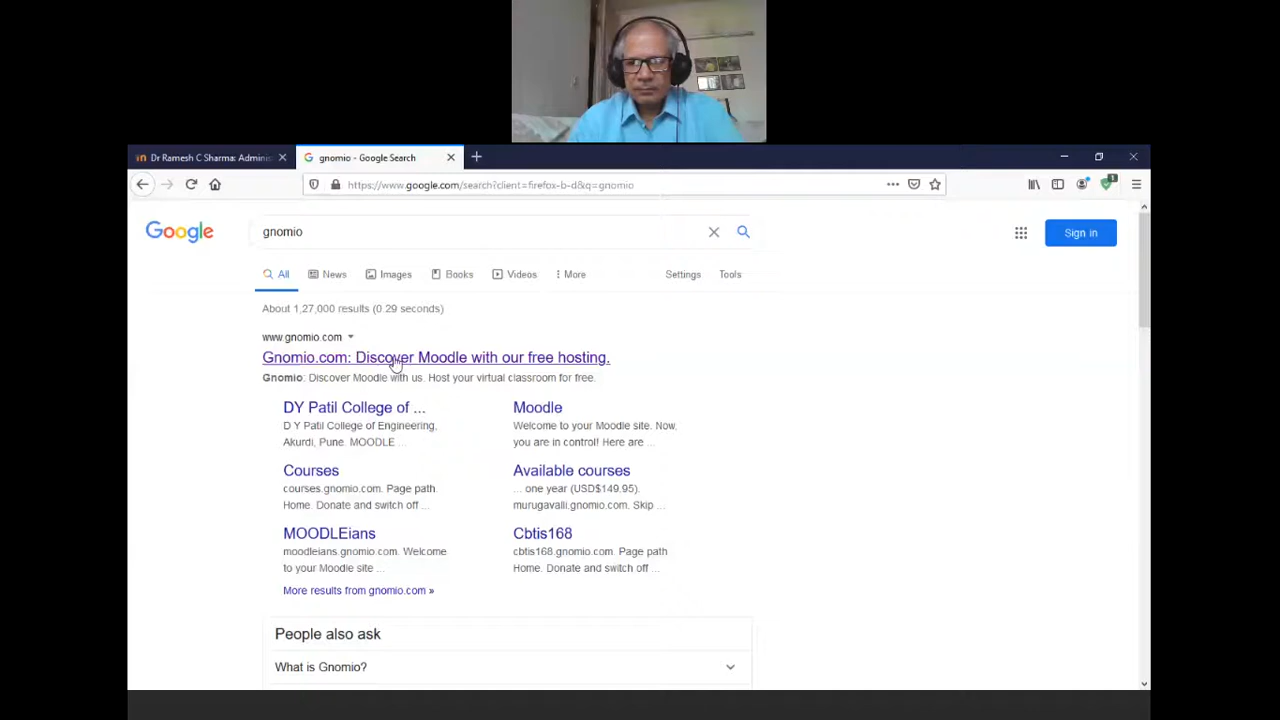 Dr Ramesh C Sharma: Adminis
gnomio - Google Search
https://www.google.com/search?client=firefox-b-d&q=gnomio
1
Google
gnomio
Sign in
All
News
Images
Books
Videos
More
Settings
Tools
About 1,27,000 results (0.29 seconds)
www.gnomio.com
Gnomio.com: Discover Moodle with our free hosting.
Gnomio: Discover Moodle with us. Host your virtual classroom for free.
DY Patil College of ...
D Y Patil College of Engineering,
Akurdi, Pune. MOODLE ...
Moodle
Welcome to your Moodle site. Now,
you are in control! Here are ...
Courses
courses.gnomio.com. Page path.
Home. Donate and switch off ...
Available courses
... one year (USD$149.95).
murugavalli.gnomio.com. Skip ...
MOODLEians
moodleians.gnomio.com. Welcome
to your Moodle site ...
Cbtis168
cbtis168.gnomio.com. Page path
Home. Donate and switch off ...
More results from gnomio.com »
People also ask
What is Gnomio?